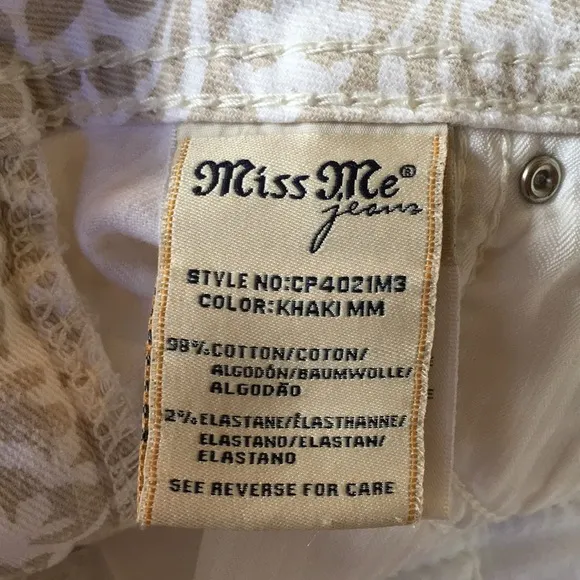 Miss Me®
jeans
STYLE NO:CP4021M3
COLOR:KHAKI MM
98%COTTON/COTON/
ALGODÓN/BAUMWOLLE/
ALGODÃO
2%ELASTANE/ÉLASTHANNE/
ELASTANO/ELASTAN/
ELASTANO
SEE REVERSE FOR CARE